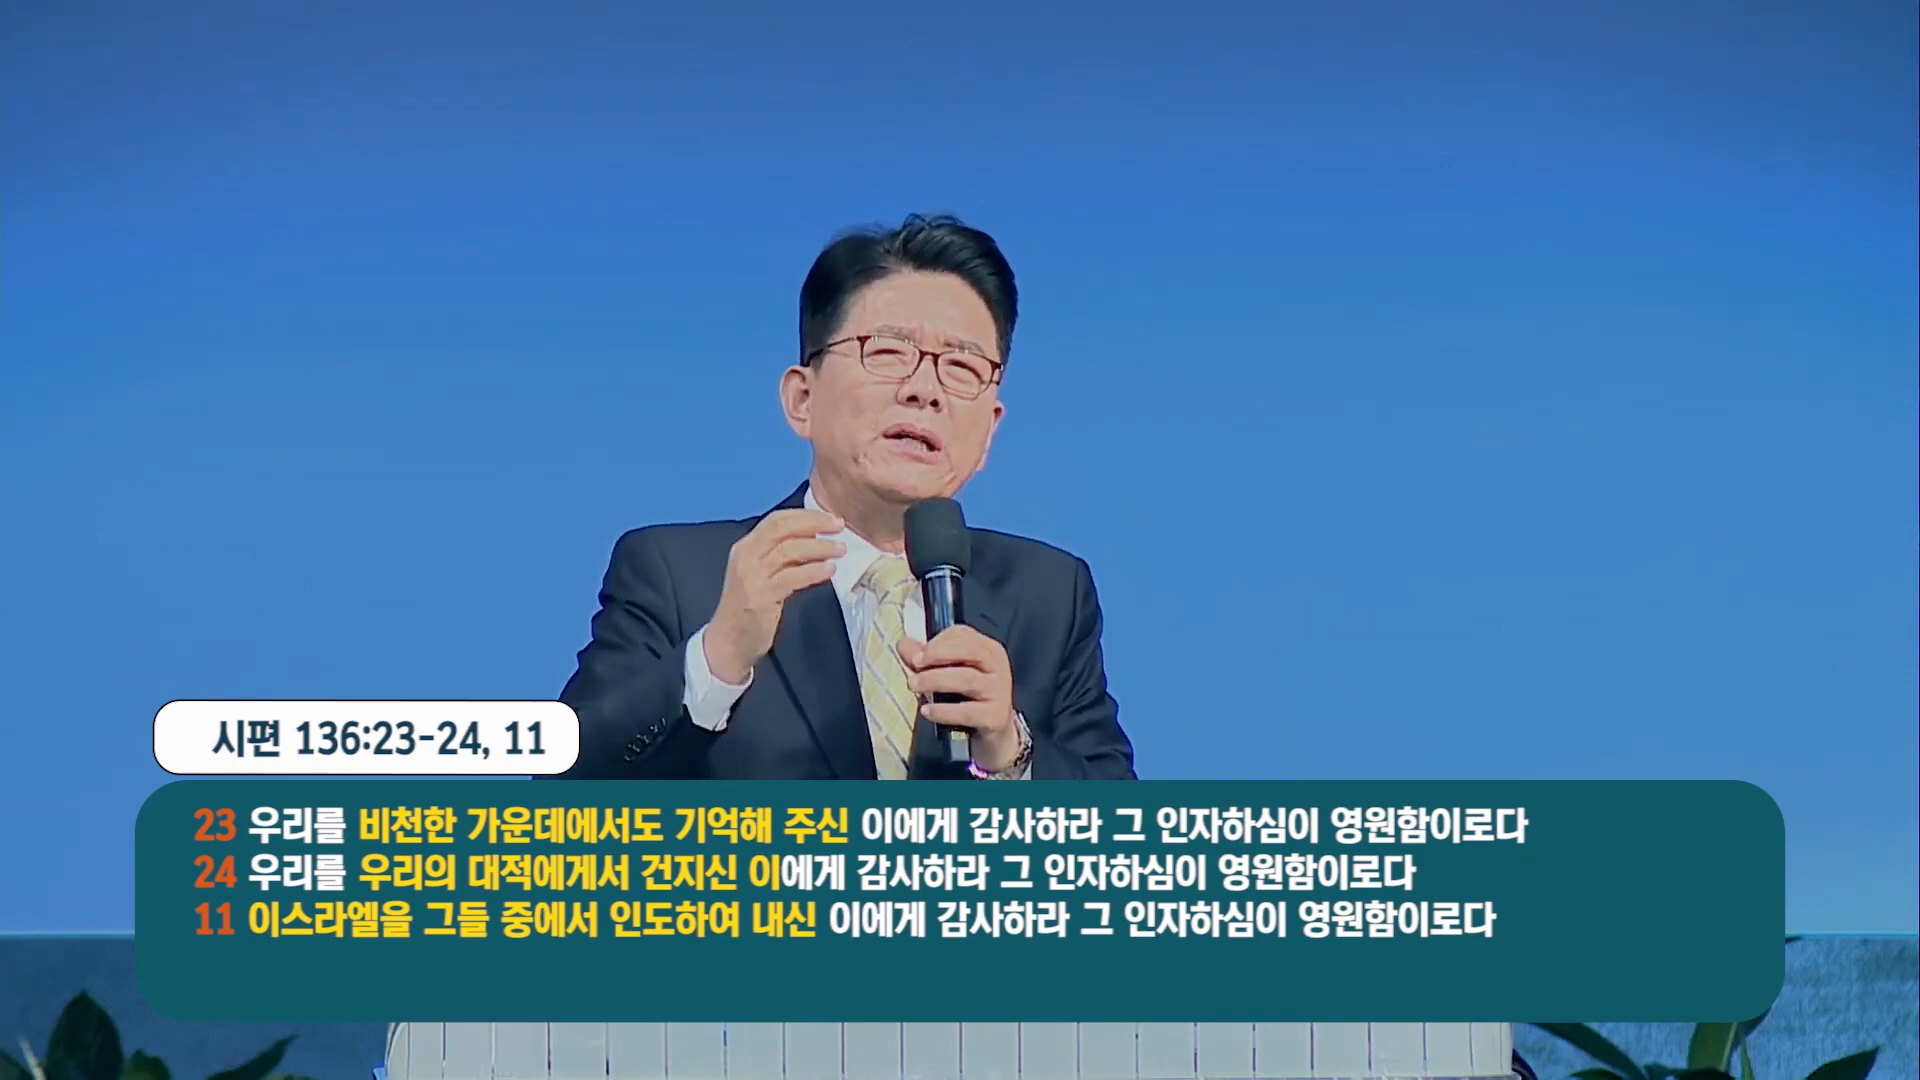 시편 136:23-24, 11
23 우리를 비천한 가운데에서도 기억해 주신 이에게 감사하라 그 인자하심이 영원함이로다
24 우리를 우리의 대적에게서 건지신 이에게 감사하라 그 인자하심이 영원함이로다
11 이스라엘을 그들 중에서 인도하여 내신 이에게 감사하라 그 인자하심이 영원함이로다